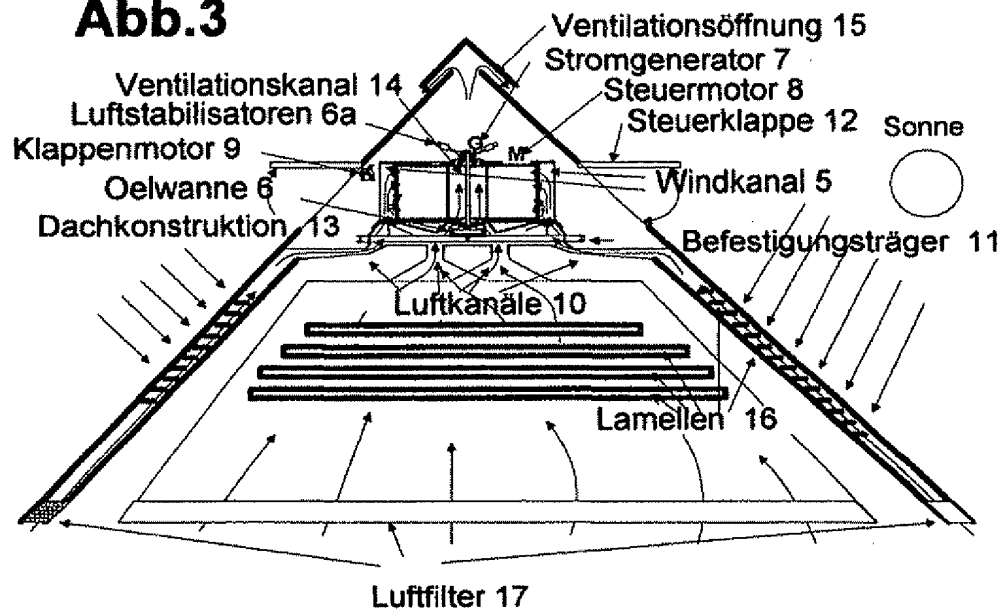 Abb.3
Ventilationsöffnung 15
Stromgenerator 7
Ventilationskanal 14
Steuermotor 8
Luftstabilisatoren 6a
Steuerklappe 12
Sonne
Klappenmotor 9
G
M
K
Oelwanne 6
Windkanal 5
Dachkonstruktion 13
Befestigungsträger 11
Luftkanäle 10
Lamellen 16
Luftfilter 17